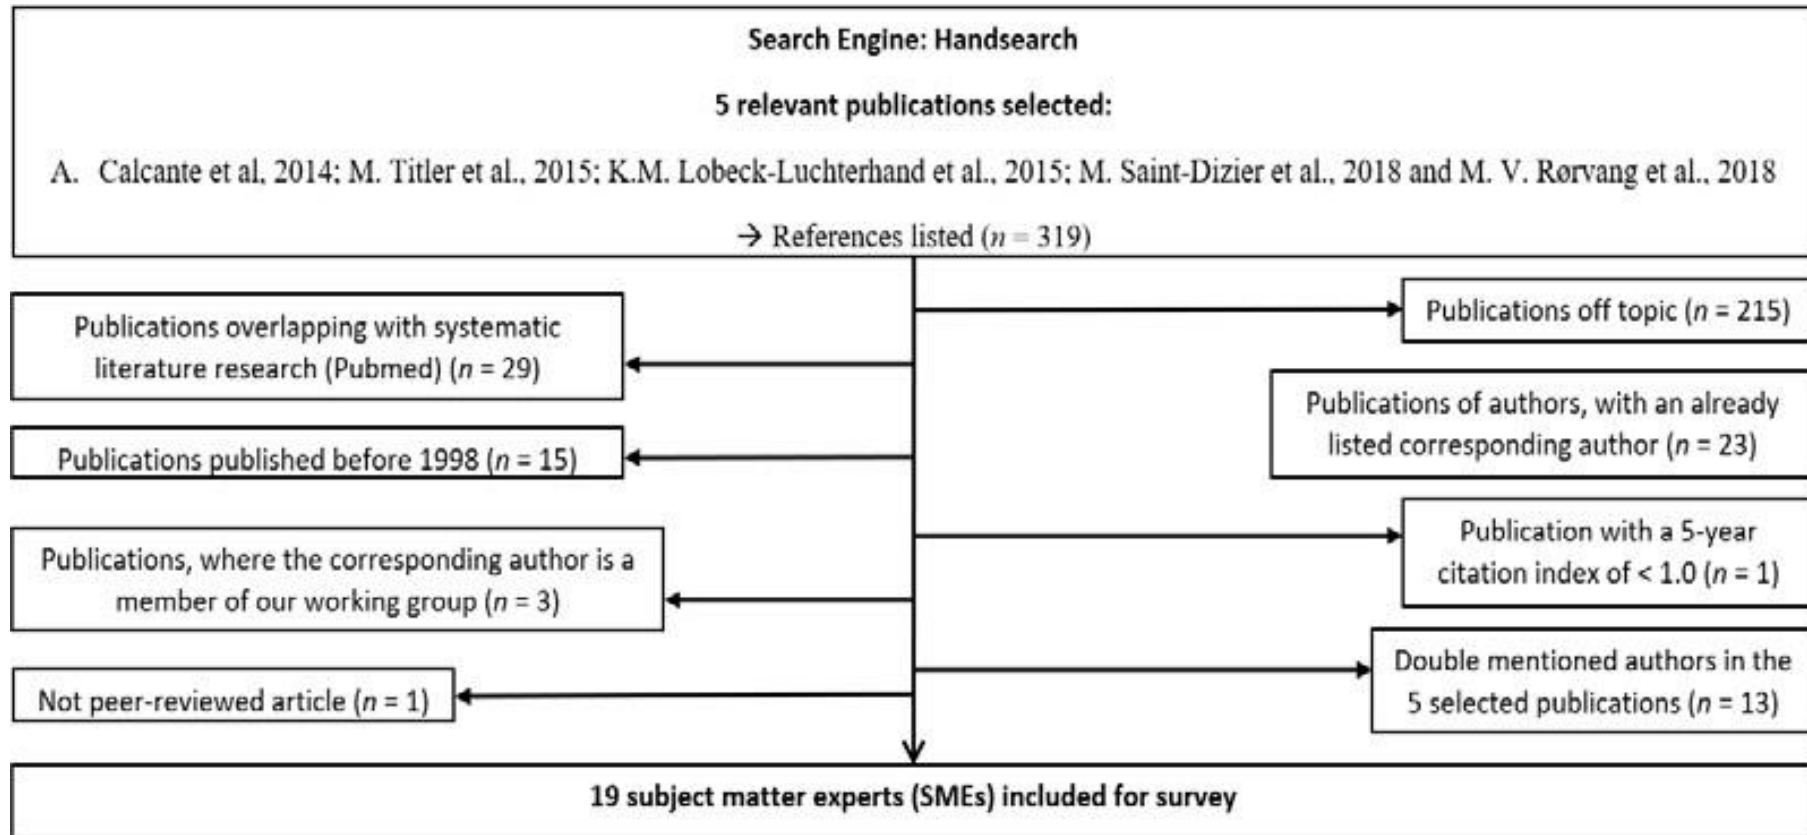 Search Engine: Handsearch
5 relevant publications selected:
A. Calcante et al, 2014; M. Titler et al., 2015; K.M. Lobeck-Luchterhand et al., 2015; M. Saint-Dizier et al., 2018 and M. V. Rørvang et al., 2018
→ References listed (n = 319)
Publications overlapping with systematic
literature research (Pubmed) (n = 29)
Publications off topic (n = 215)
Publications of authors, with an already
listed corresponding author (n = 23)
Publications published before 1998 (n = 15)
Publication with a 5-year
citation index of < 1.0 (n = 1)
Publications, where the corresponding author is a
member of our working group (n = 3)
Double mentioned authors in the
5 selected publications (n = 13)
Not peer-reviewed article (n = 1)
19 subject matter experts (SMEs) included for survey